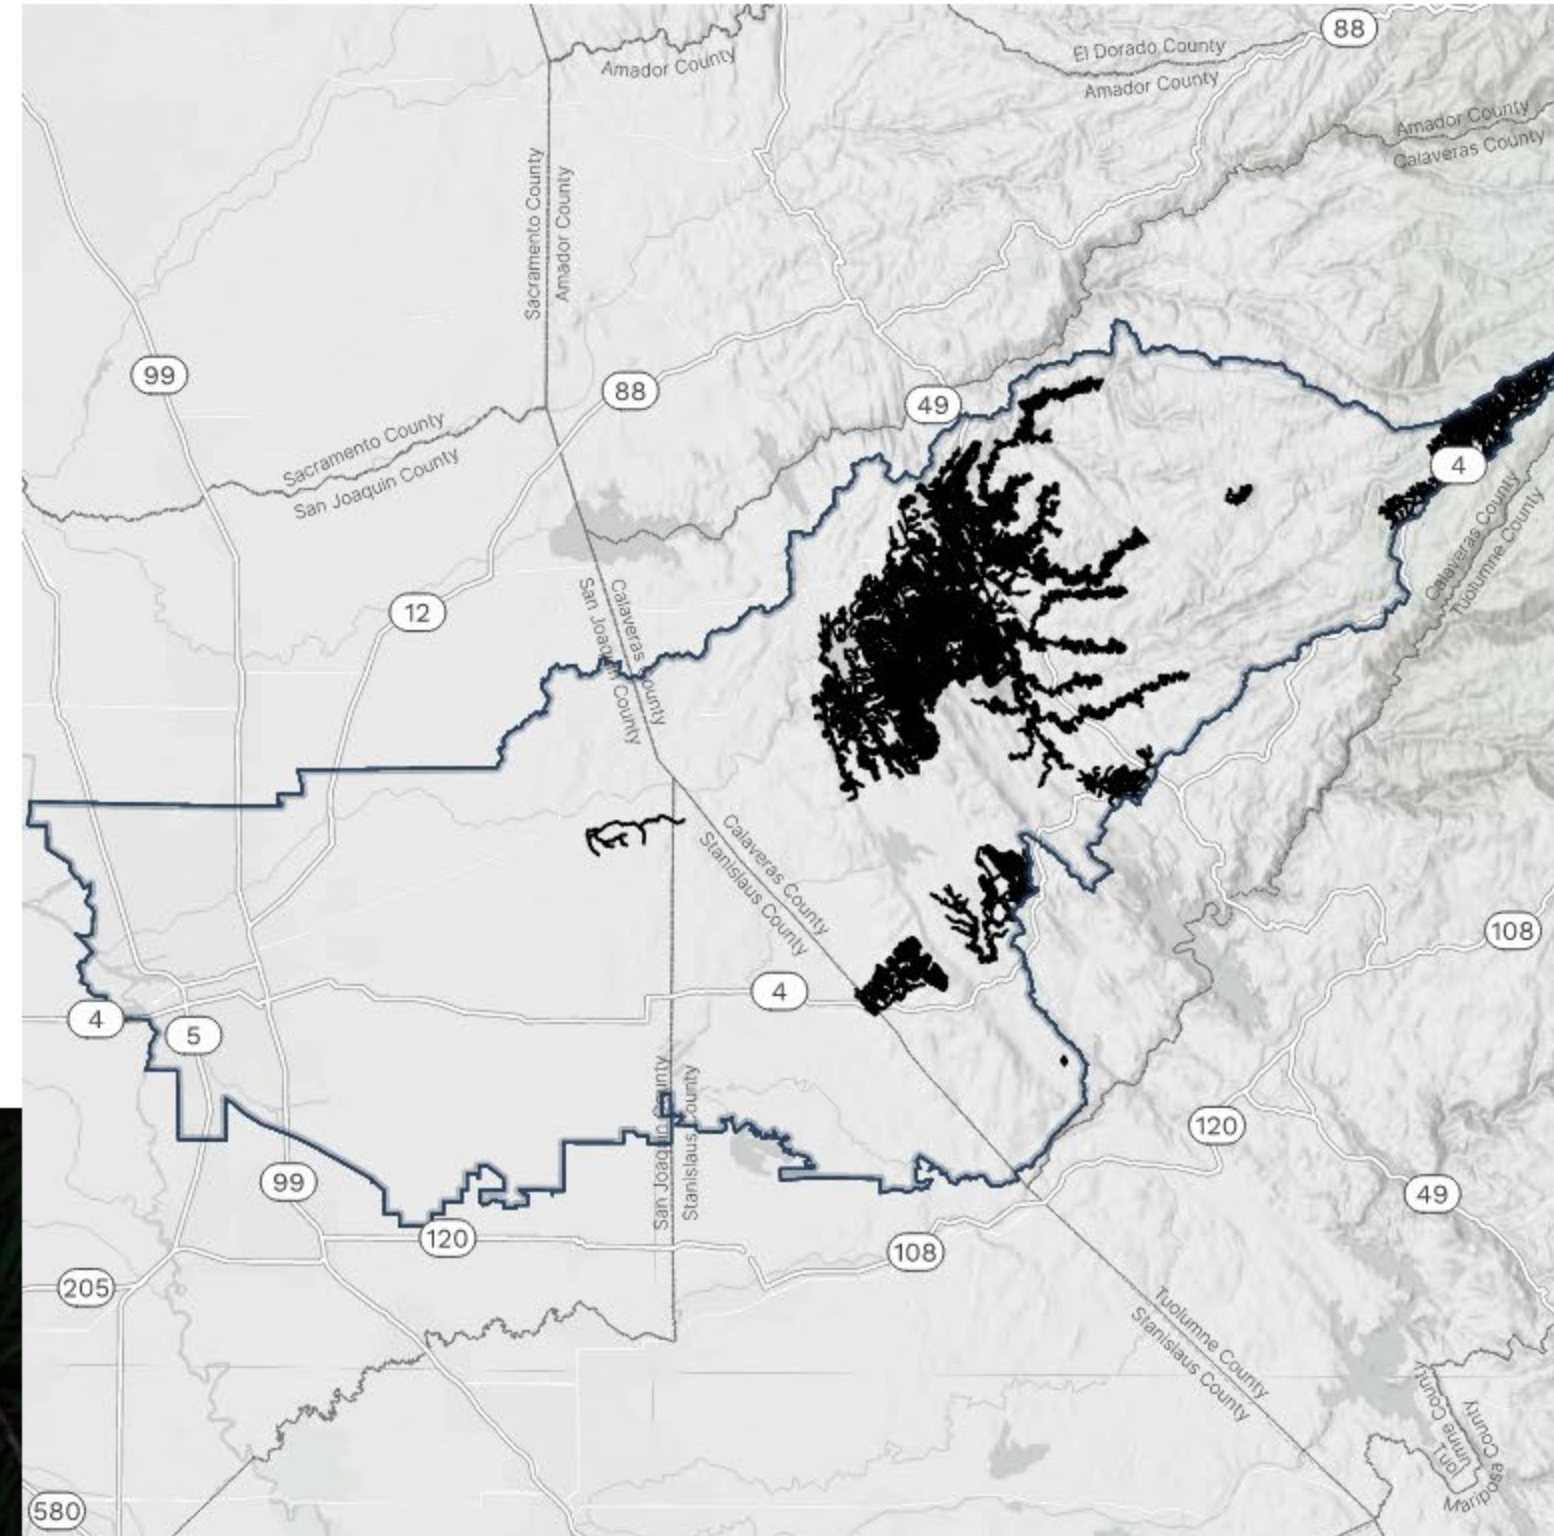 88
El Dorado County
Amador County
Amador County
Amador County
Calaveras County
Sacramento County
Amador County
99
88
49
Sacramento County
San Joaquin County
4
Calaveras County
Tuolumne County
12
Calaveras County
San Joaquin County
Calaveras County
Stanislaus County
108
4
4
5
San Joaquin County
Stanislaus County
120
99
49
120
108
205
Tuolumne County
Stanislaus County
Tuolumne County
Mariposa County
580